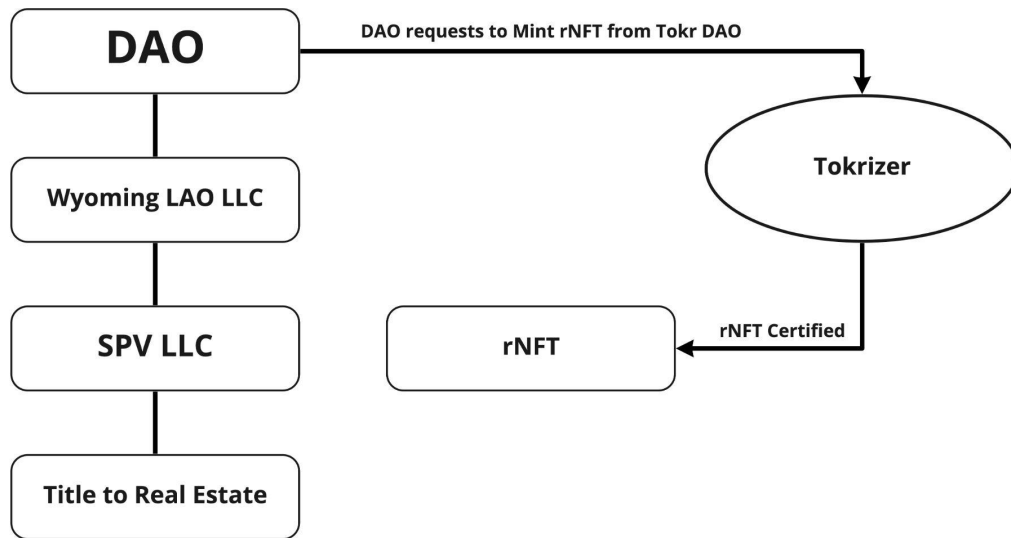 DAO
DAO requests to Mint rNFT from Tokr DAO
Tokrizer
Wyoming LAO LLC
SPV LLC
rNFT
rNFT Certified
Title to Real Estate